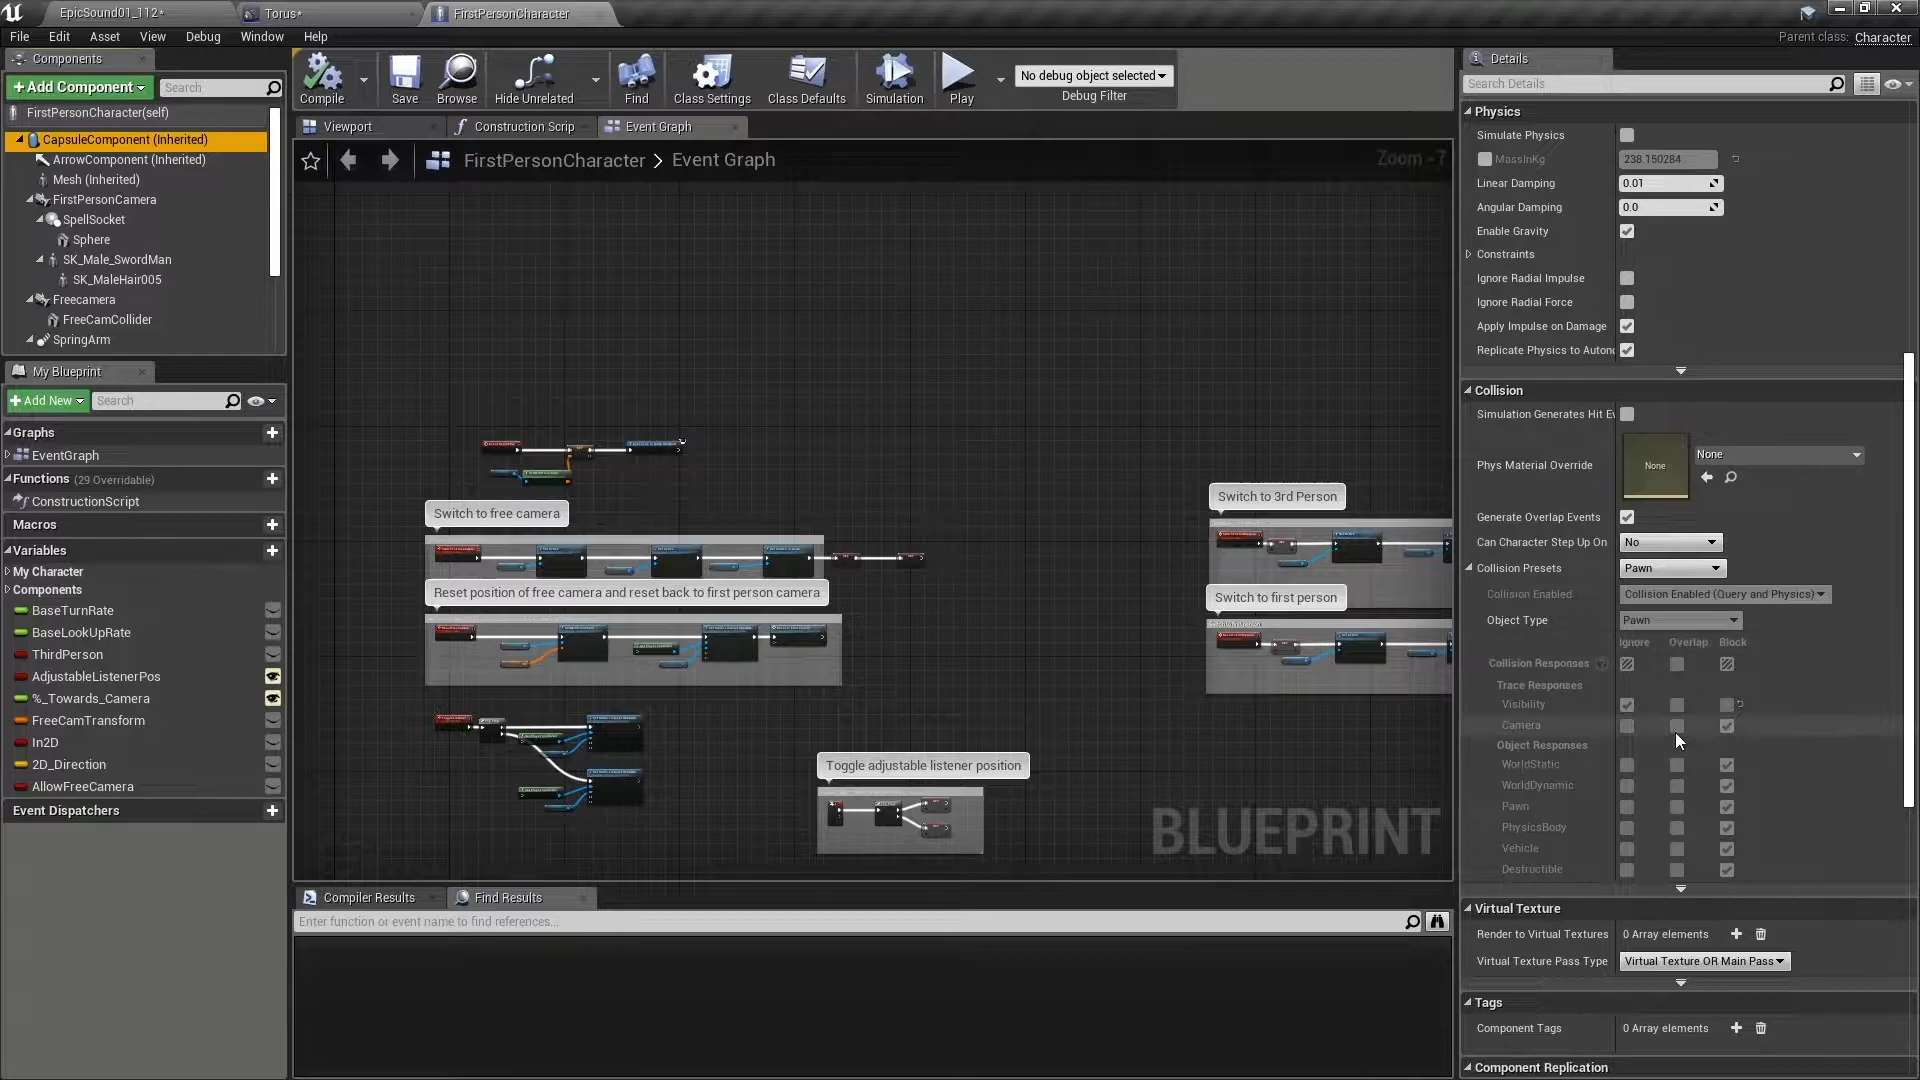 EpicSound01_112*
Torus*
FirstPersonCharacter
File Edit Asset View Debug Window Help
Parent class: Character
Components
+Add Component
Search
FirstPersonCharacter(self)
CapsuleComponent (Inherited)
ArrowComponent (Inherited)
Mesh (Inherited)
FirstPersonCamera
SpellSocket
Sphere
SK_Male_SwordMan
SK_MaleHair005
Freecamera
FreeCamCollider
SpringArm
My Blueprint
+Add New
Search
Graphs
EventGraph
Functions (29 Overridable)
ConstructionScript
Macros
Variables
My Character
Components
BaseTurnRate
BaseLookUpRate
ThirdPerson
AdjustableListenerPos
%_Towards_Camera
FreeCamTransform
In2D
2D_Direction
AllowFreeCamera
Event Dispatchers
Compile Save Browse Hide Unrelated Find Class Settings Class Defaults Simulation Play
No debug object selected
Debug Filter
Viewport
Construction Scrip
Event Graph
FirstPersonCharacter > Event Graph
Zoom -7
Switch to free camera
Reset position of free camera and reset back to first person camera
Toggle adjustable listener position
Switch to 3rd Person
Switch to first person
BLUEPRINT
Compiler Results
Find Results
Enter function or event name to find references...
Details
Search Details
Physics
Simulate Physics
MassInKg 238.150284
Linear Damping 0.01
Angular Damping 0.0
Enable Gravity
Constraints
Ignore Radial Impulse
Ignore Radial Force
Apply Impulse on Damage
Replicate Physics to Autono
Collision
Simulation Generates Hit Ev
Phys Material Override None None
Generate Overlap Events
Can Character Step Up On No
Collision Presets Pawn
Collision Enabled Collision Enabled (Query and Physics)
Object Type Pawn
Ignore Overlap Block
Collision Responses
Trace Responses
Visibility
Camera
Object Responses
WorldStatic
WorldDynamic
Pawn
PhysicsBody
Vehicle
Destructible
Virtual Texture
Render to Virtual Textures 0 Array elements
Virtual Texture Pass Type Virtual Texture OR Main Pass
Tags
Component Tags 0 Array elements
Component Replication